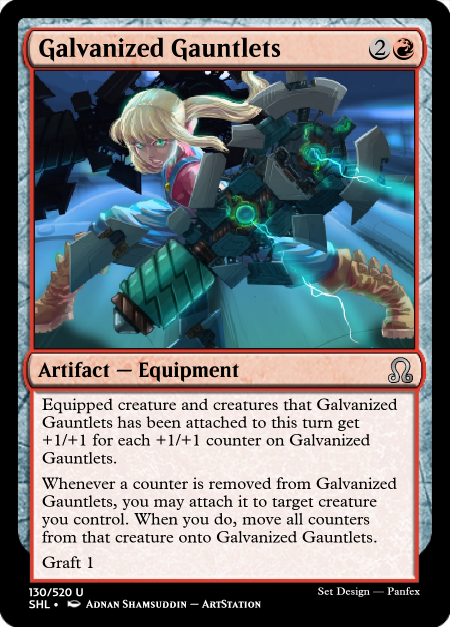 Galvanized Gauntlets 2
Artifact — Equipment
Equipped creature and creatures that Galvanized
Gauntlets has been attached to this turn get
+1/+1 for each +1/+1 counter on Galvanized
Gauntlets.
Whenever a counter is removed from Galvanized
Gauntlets, you may attach it to target creature
you control. When you do, move all counters
from that creature onto Galvanized Gauntlets.
Graft 1
130/520 U
Set Design — Panfex
SHL • Adnan Shamsuddin — ArtStation